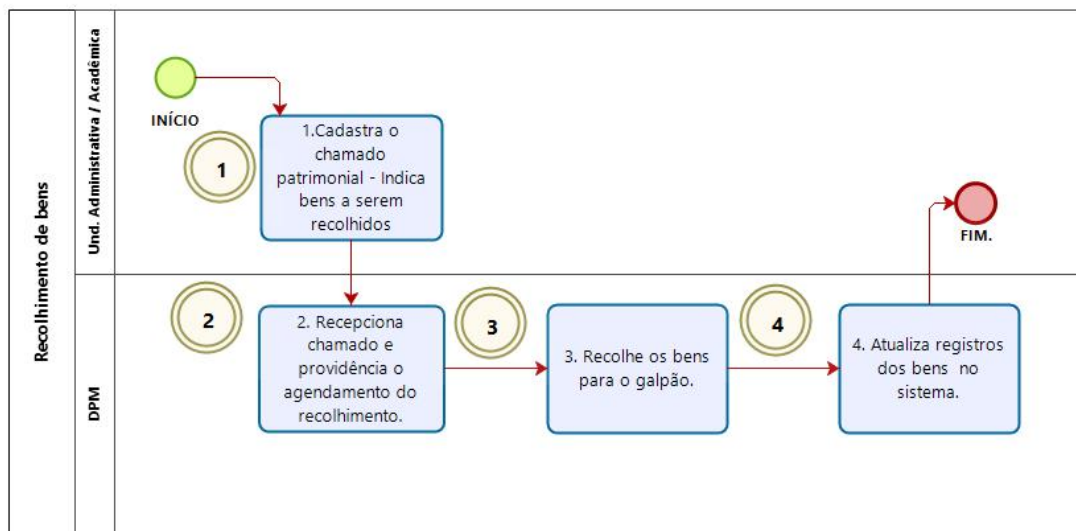 Recolhimento de bens
Und. Administrativa / Acadêmica
INÍCIO
1
1.Cadastra o
chamado
patrimonial - Indica
bens a serem
recolhidos
FIM.
DPM
2
2. Recepciona
chamado e
providência o
agendamento do
recolhimento.
3
3. Recolhe os bens
para o galpão.
4
4. Atualiza registros
dos bens no
sistema.